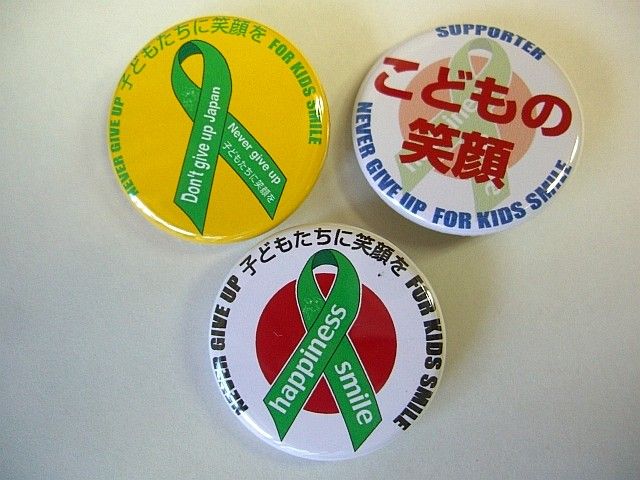 NEVER GIVE UP 子どもたちに笑顔を FOR KIDS SMILE
Don't give up Japan
Never give up
子どもたちに笑顔を
SUPPORTER
こどもの
笑顔
NEVER GIVE UP FOR KIDS SMILE
NEVER GIVE UP 子どもたちに笑顔を FOR KIDS SMILE
happiness
smile